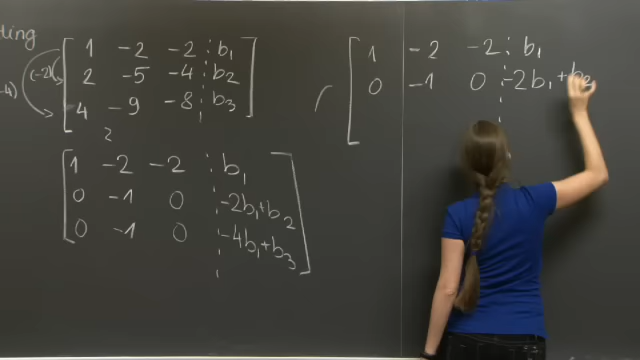 ting
1 -2 -2 b₁
(-2) 2 -5 -4 b₂
-4) 4 -9 -8 b₃
2
1 -2 -2 b₁
0 -1 0 -2b₁+b₂
0 -1 0 -4b₁+b₃
1 -2 -2 b₁
0 -1 0 -2b₁+b₂